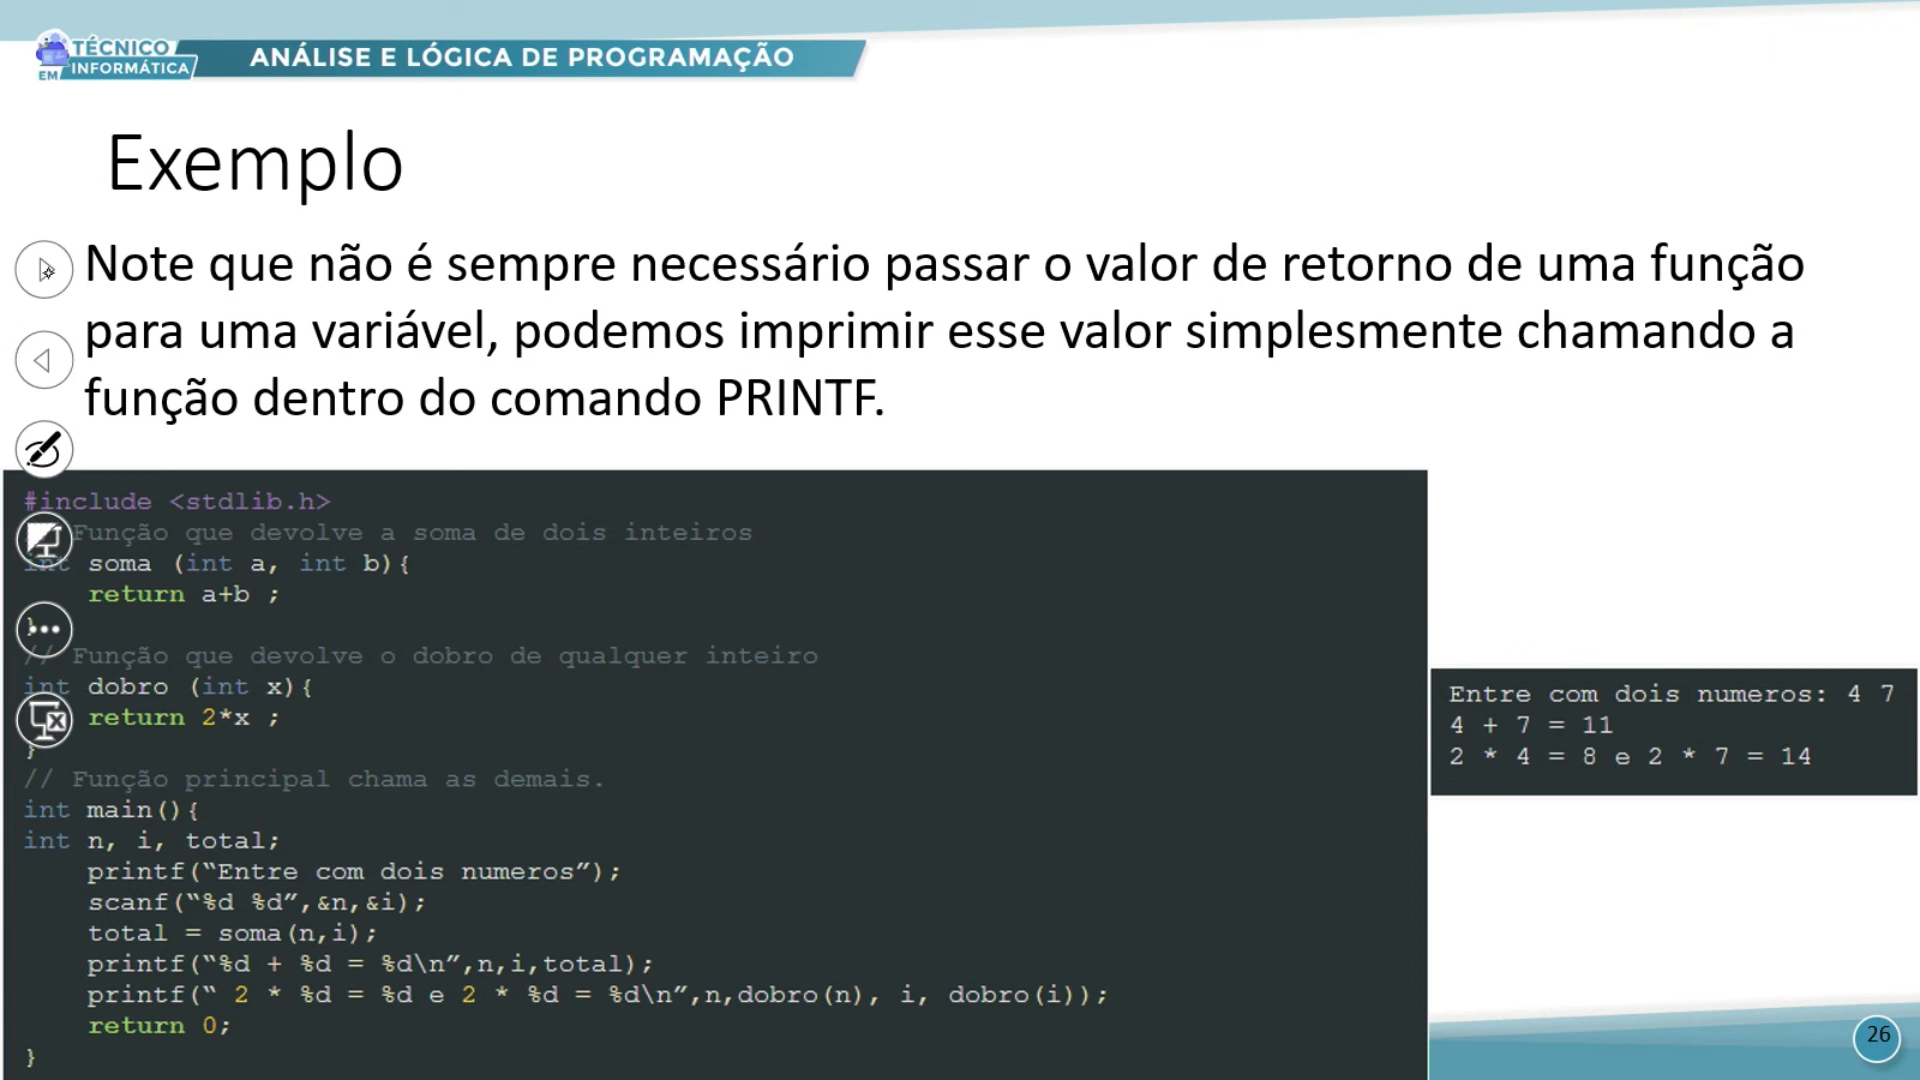 TÉCNICO
EM INFORMÁTICA
ANÁLISE E LÓGICA DE PROGRAMAÇÃO
Exemplo
Note que não é sempre necessário passar o valor de retorno de uma função
para uma variável, podemos imprimir esse valor simplesmente chamando a
função dentro do comando PRINTF.
#include <stdlib.h>
Função que devolve a soma de dois inteiros
int soma (int a, int b){
    return a+b ;
}
// Função que devolve o dobro de qualquer inteiro
int dobro (int x){
    return 2*x ;
}
// Função principal chama as demais.
int main(){
int n, i, total;
    printf(“Entre com dois numeros”);
    scanf(“%d %d”,&n,&i);
    total = soma(n,i);
    printf(“%d + %d = %d\n”,n,i,total);
    printf(“ 2 * %d = %d e 2 * %d = %d\n”,n,dobro(n), i, dobro(i));
    return 0;
}
Entre com dois numeros: 4 7
4 + 7 = 11
2 * 4 = 8 e 2 * 7 = 14
26